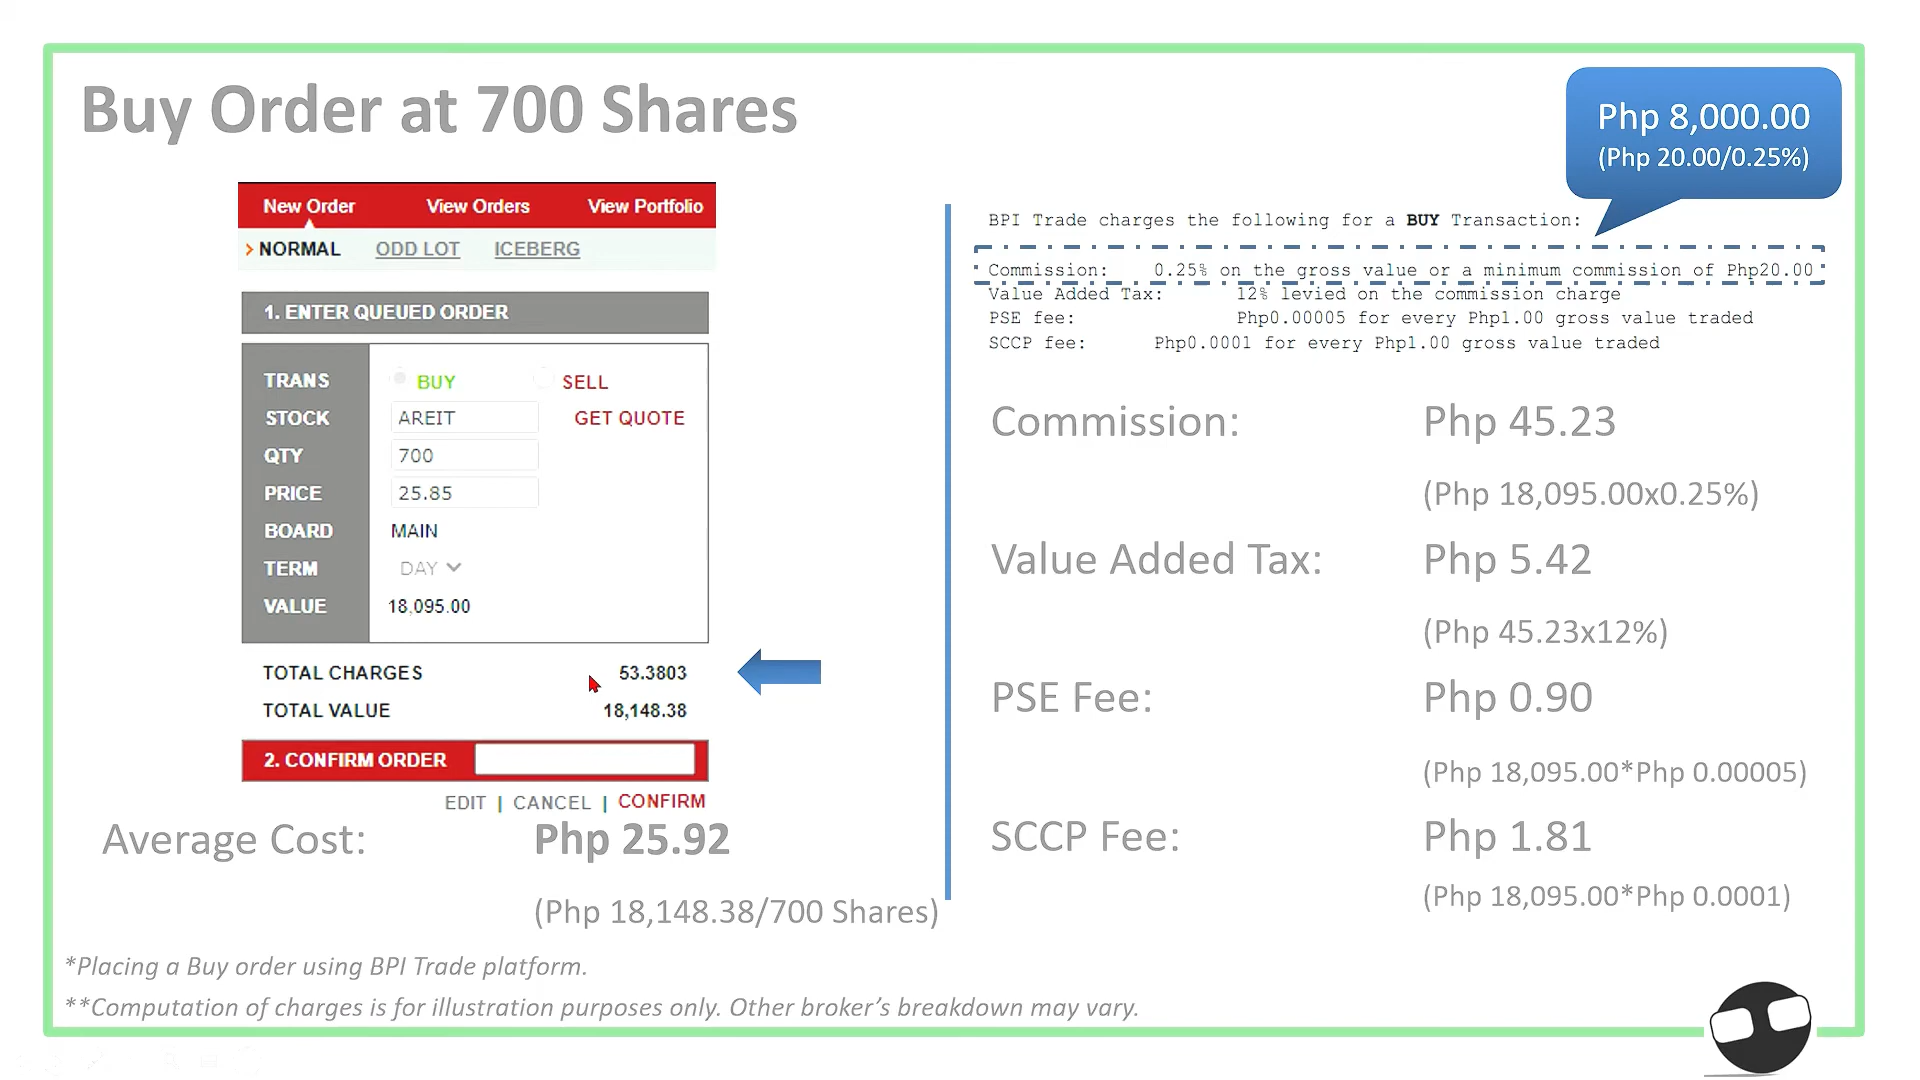 Buy Order at 700 Shares
Php 8,000.00
(Php 20.00/0.25%)
New Order View Orders View Portfolio
> NORMAL ODD LOT ICEBERG
1. ENTER QUEUED ORDER
TRANS BUY SELL
STOCK AREIT GET QUOTE
QTY 700
PRICE 25.85
BOARD MAIN
TERM DAY
VALUE 18,095.00
TOTAL CHARGES 53.3803
TOTAL VALUE 18,148.38
2. CONFIRM ORDER
EDIT | CANCEL | CONFIRM
Average Cost: Php 25.92
(Php 18,148.38/700 Shares)
BPI Trade charges the following for a BUY Transaction:
Commission: 0.25% on the gross value or a minimum commission of Php20.00
Value Added Tax: 12% levied on the commission charge
PSE fee: Php0.00005 for every Php1.00 gross value traded
SCCP fee: Php0.0001 for every Php1.00 gross value traded
Commission: Php 45.23
(Php 18,095.00x0.25%)
Value Added Tax: Php 5.42
(Php 45.23x12%)
PSE Fee: Php 0.90
(Php 18,095.00*Php 0.00005)
SCCP Fee: Php 1.81
(Php 18,095.00*Php 0.0001)
*Placing a Buy order using BPI Trade platform.
**Computation of charges is for illustration purposes only. Other broker's breakdown may vary.